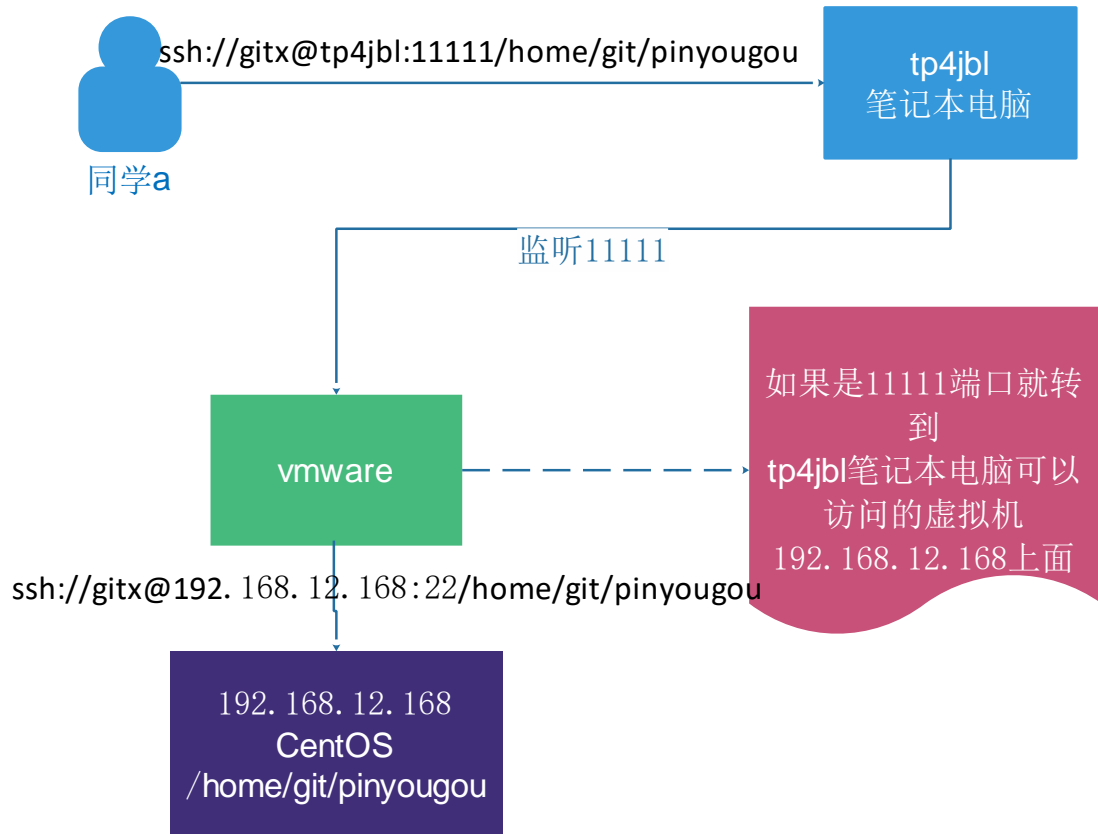 ssh://gitx@tp4jbl:11111/home/git/pinyougou
tp4jbl
笔记本电脑
同学a
监听11111
如果是11111端口就转
到
tp4jbl笔记本电脑可以
访问的虚拟机
192.168.12.168上面
vmware
ssh://gitx@192.168.12.168:22/home/git/pinyougou
192.168.12.168
CentOS
/home/git/pinyougou